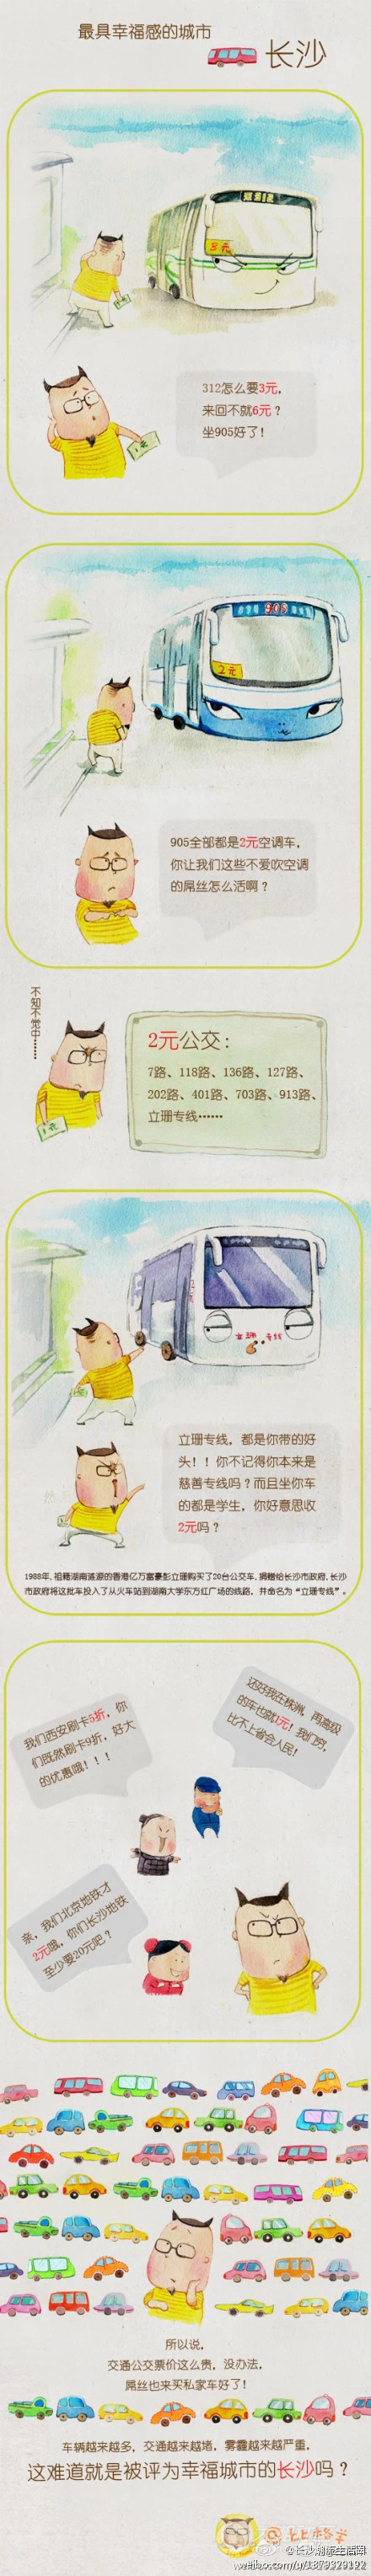 最具幸福感的城市
长沙
3元
312怎么要3元，
来回不就6元？
坐905好了！
905
2元
905全部都是2元空调车，
你让我们这些不爱吹空调
的屌丝怎么活啊？
不知不觉中……
2元公交：
7路、118路、136路、127路、
202路、401路、703路、913路、
立珊专线……
立珊专线
立珊专线，都是你带的好
头！！你不记得你本来是
慈善专线吗？而且坐你车
的都是学生，你好意思收
2元吗？
1988年,祖籍湖南涟源的香港亿万富豪彭立珊购买了20台公交车,捐赠给长沙市政府,长沙
市政府将这批车投入了从火车站到湖南大学东方红广场的线路，并命名为“立珊专线”。
我们西安刷卡5折，你
们既然刷卡9折，好大
的优惠哦！！！
还好我在株洲，再高级
的车也就1元！我们穷，
比不上省会人民！
亲，我们北京地铁才
2元哦，你们长沙地铁
至少要20元吧？
所以说，
交通公交票价这么贵，没办法，
屌丝也来买私家车好了！
车辆越来越多，交通越来越堵，雾霾越来越严重，
这难道就是被评为幸福城市的长沙吗？
@长沙潮流生活圈
weibo.com/u/1879329192